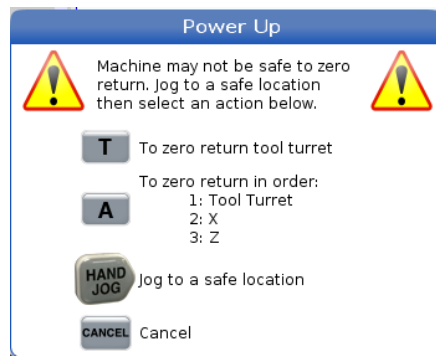 Power Up
Machine may not be safe to zero
return. Jog to a safe location
then select an action below.
T To zero return tool turret
To zero return in order:
A
1: Tool Turret
2: X
3: Z
HAND
JOG
Jog to a safe location
CANCEL Cancel